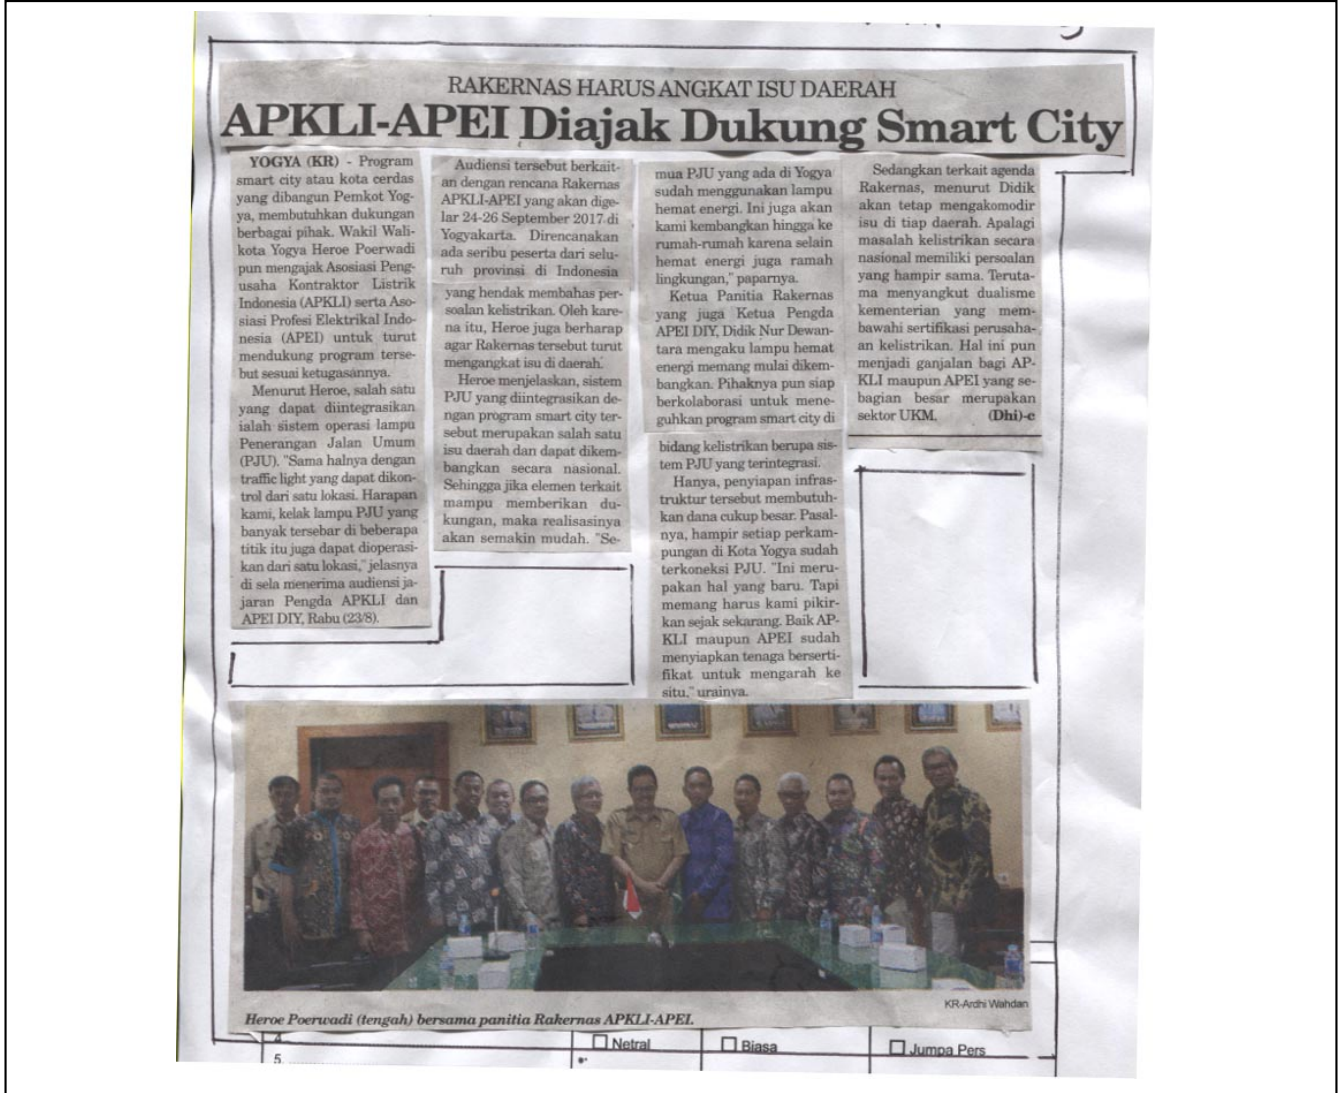 RAKERNAS HARUS ANGKAT ISU DAERAH
APKLI-APEI Diajak Dukung Smart City
YOGYA (KR) - Program
smart city atau kota cerdas
yang dibangun Pemkot Yog-
ya, membutuhkan dukungan
berbagai pihak. Wakil Wali-
kota Yogya Heroe Poerwadi
pun mengajak Asosiasi Peng-
usaha Kontraktor Listrik
Indonesia (APKLI) serta Aso-
siasi Profesi Elektrikal Indo-
nesia (APEI) untuk turut
mendukung program terse-
but sesuai ketugasannya.
Menurut Heroe, salah satu
yang dapat diintegrasikan
ialah sistem operasi lampu
Penerangan Jalan Umum
(PJU). "Sama halnya dengan
traffic light yang dapat dikon-
trol dari satu lokasi. Harapan
kami, kelak lampu PJU yang
banyak tersebar di beberapa
titik itu juga dapat dioperasi-
kan dari satu lokasi," jelasnya
di sela menerima audiensi ja-
jaran Pengda APKLI dan
APEI DIY, Rabu (23/8).
Audiensi tersebut berkait-
an dengan rencana Rakernas
APKLI-APEI yang akan dige-
lar 24-26 September 2017 di
Yogyakarta. Direncanakan
ada seribu peserta dari selu-
ruh provinsi di Indonesia
yang hendak membahas per-
soalan kelistrikan. Oleh kare-
na itu, Heroe juga berharap
agar Rakernas tersebut turut
mengangkat isu di daerah.
Heroe menjelaskan, sistem
PJU yang diintegrasikan de-
ngan program smart city ter-
sebut merupakan salah satu
isu daerah dan dapat dikem-
bangkan secara nasional.
Sehingga jika elemen terkait
mampu memberikan du-
kungan, maka realisasinya
akan semakin mudah. "Se-
mua PJU yang ada di Yogya
sudah menggunakan lampu
hemat energi. Ini juga akan
kami kembangkan hingga ke
rumah-rumah karena selain
hemat energi juga ramah
lingkungan," paparnya.
Ketua Panitia Rakernas
yang juga Ketua Pengda
APEI DIY, Didik Nur Dewan-
tara mengaku lampu hemat
energi memang mulai dikem-
bangkan. Pihaknya pun siap
berkolaborasi untuk mene-
guhkan program smart city di
bidang kelistrikan berupa sis-
tem PJU yang terintegrasi.
Hanya, penyiapan infras-
truktur tersebut membutuh-
kan dana cukup besar. Pasal-
nya, hampir setiap perkam-
pungan di Kota Yogya sudah
terkoneksi PJU. "Ini meru-
pakan hal yang baru. Tapi
memang harus kami pikir-
kan sejak sekarang. Baik AP-
KLI maupun APEI sudah
menyiapkan tenaga berserti-
fikat untuk mengarah ke
situ," urainya.
Sedangkan terkait agenda
Rakernas, menurut Didik
akan tetap mengakomodir
isu di tiap daerah. Apalagi
masalah kelistrikan secara
nasional memiliki persoalan
yang hampir sama. Teruta-
ma menyangkut dualisme
kementerian yang mem-
bawahi sertifikasi perusaha-
an kelistrikan. Hal ini pun
menjadi ganjalan bagi AP-
KLI maupun APEI yang se-
bagian besar merupakan
sektor UKM. (Dhi)-c
KR-Ardhi Wahdan
Heroe Poerwadi (tengah) bersama panitia Rakernas APKLI-APEI.
4.
5.
Netral
Biasa
Jumpa Pers